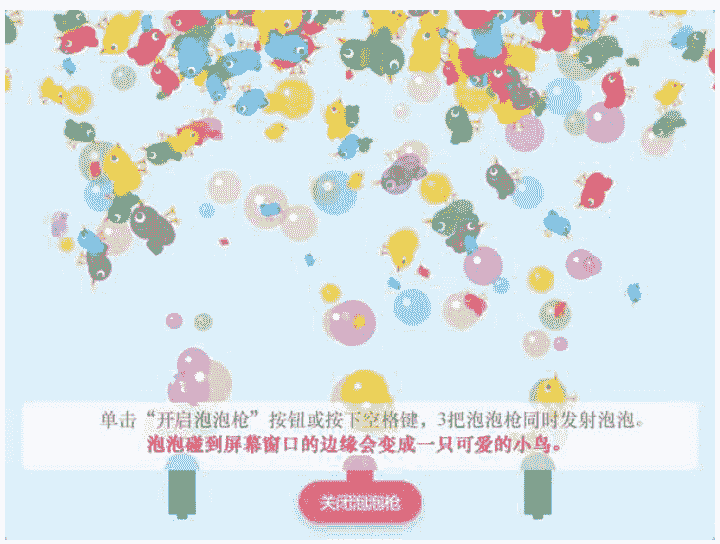 单击“开启泡泡枪”按钮或按下空格键，3把泡泡枪同时发射泡泡。
泡泡碰到屏幕窗口的边缘会变成一只可爱的小鸟。
关闭泡泡枪